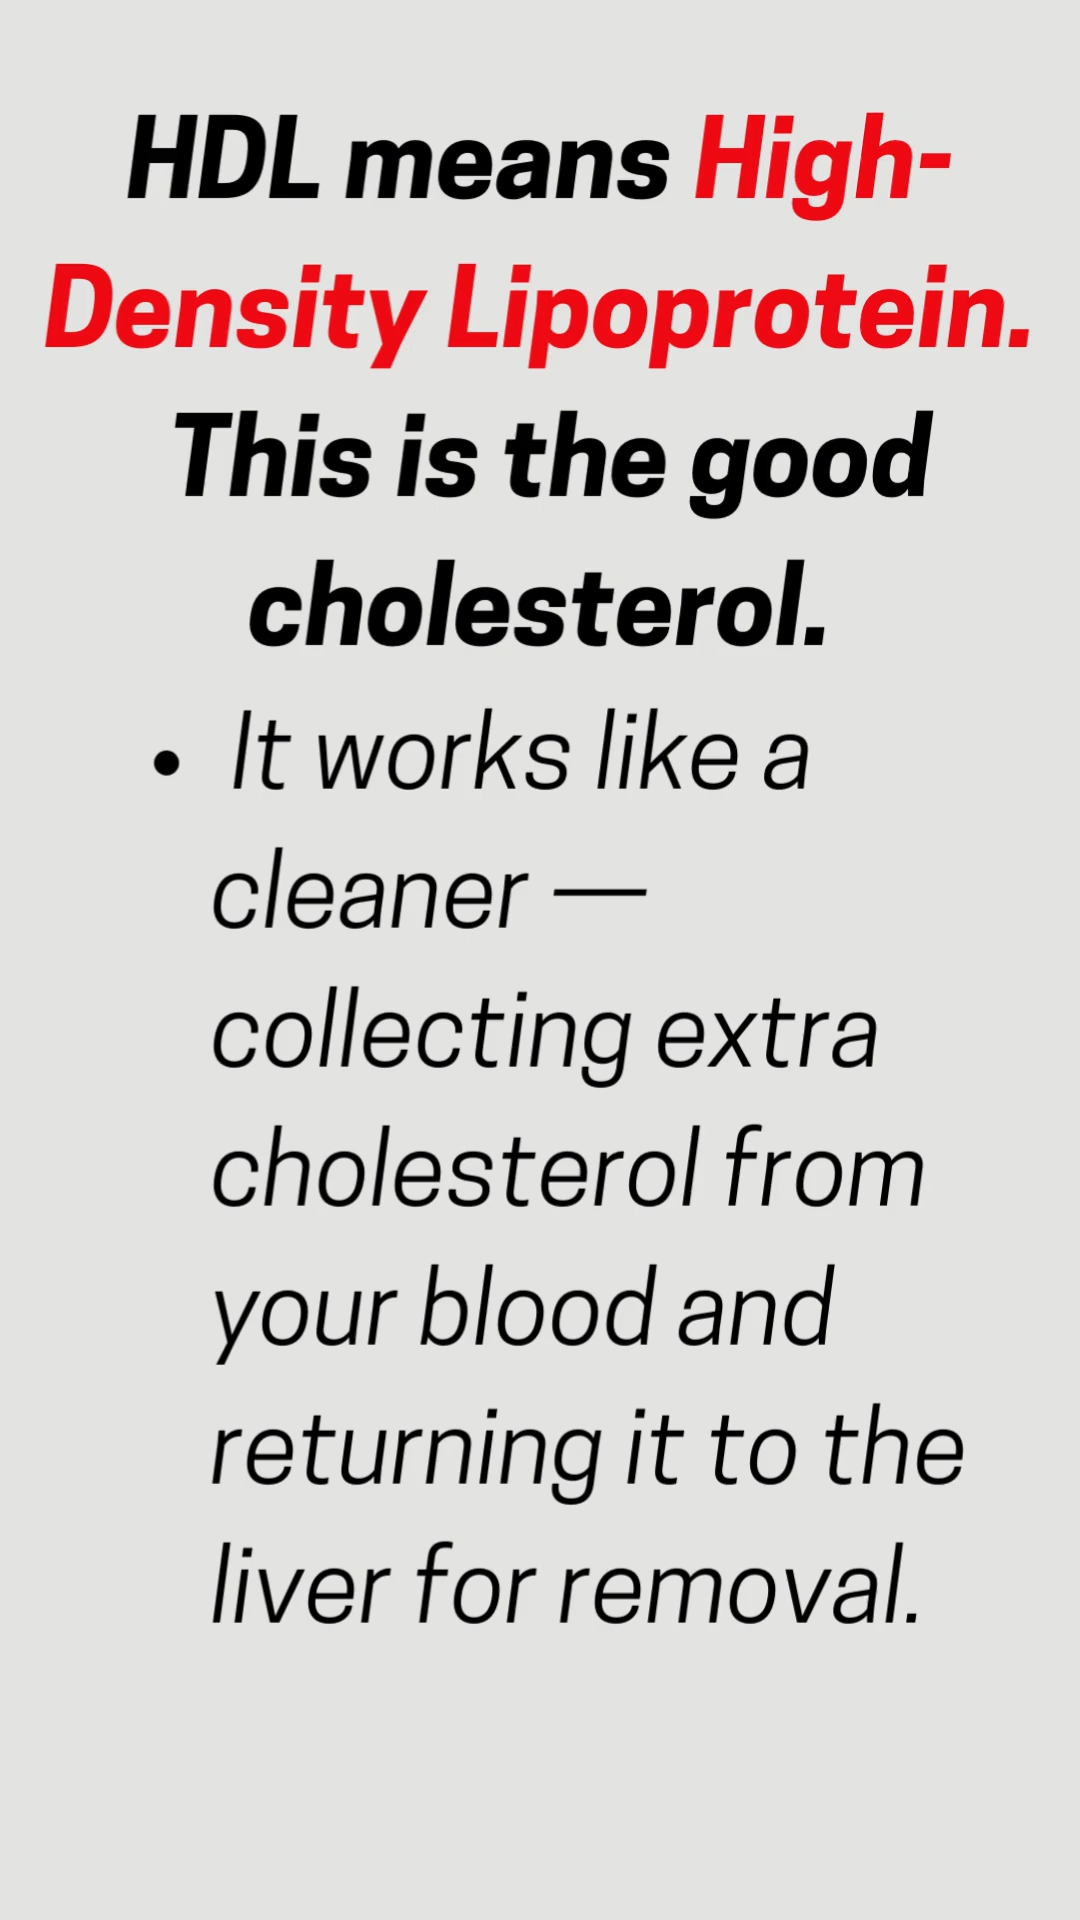 HDL means High-
Density Lipoprotein.
This is the good
cholesterol.
• It works like a
cleaner —
collecting extra
cholesterol from
your blood and
returning it to the
liver for removal.